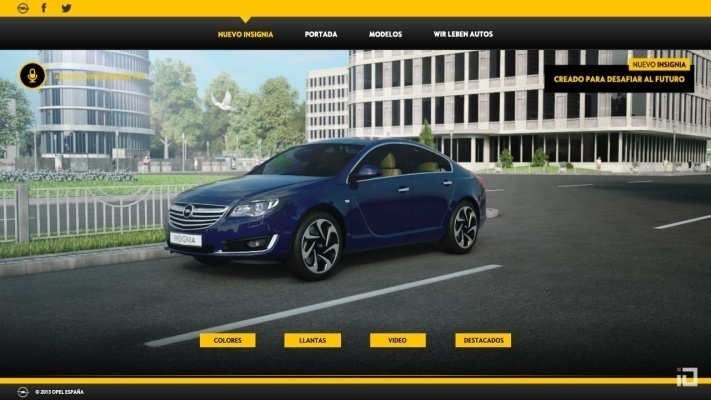 NUEVO INSIGNIA
PORTADA
MODELOS
WIR LEBEN AUTOS
NUEVO INSIGNIA
CREADO PARA DESAFIAR AL FUTURO
INSIGNIA
COLORES
LLANTAS
VIDEO
DESTACADOS
© 2013 OPEL ESPAÑA